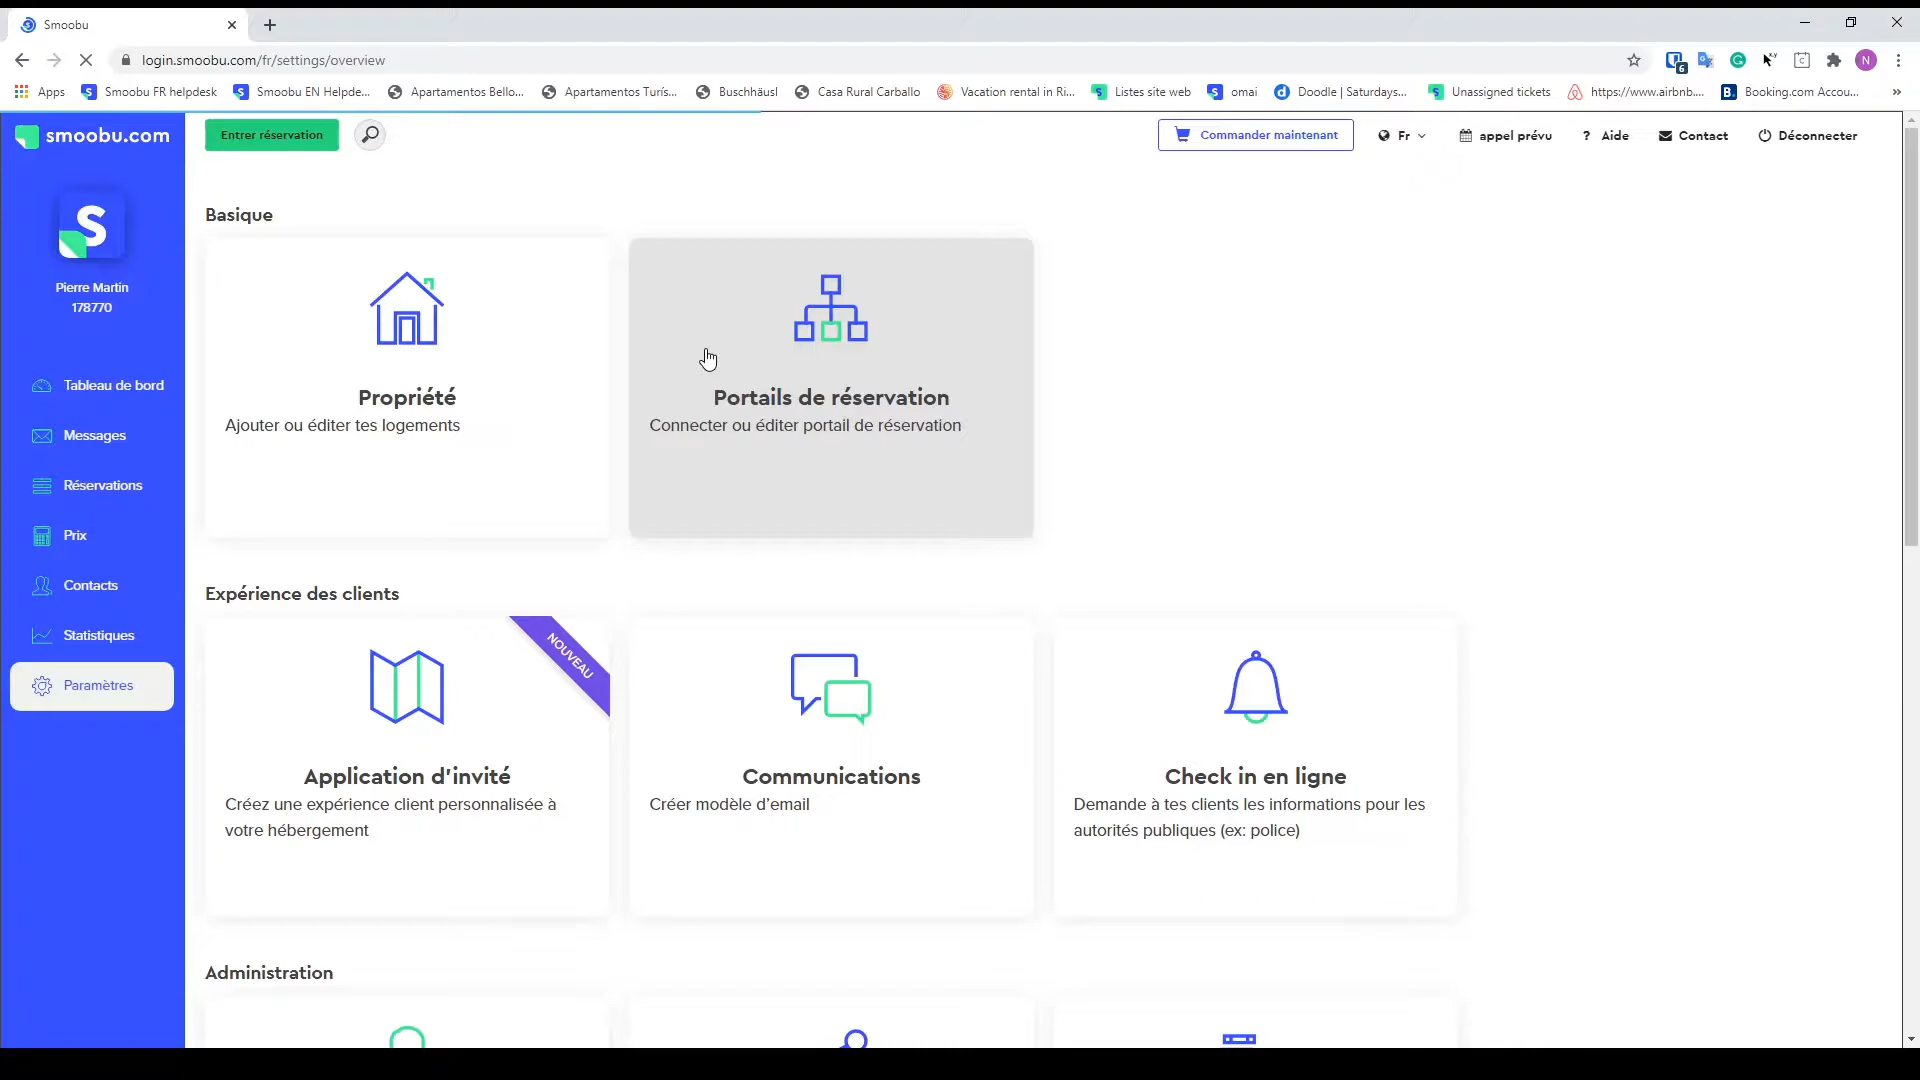 Smoobu
login.smoobu.com/fr/settings/overview
Apps Smoobu FR helpdesk Smoobu EN Helpde... Apartamentos Bello... Apartamentos Turís... Buschhäusl Casa Rural Carballo Vacation rental in Ri... Listes site web omai Doodle | Saturdays... Unassigned tickets https://www.airbnb.... Booking.com Accou... »
smoobu.com
Entrer réservation
Commander maintenant
Fr
appel prévu
? Aide
Contact
Déconnecter
S
Pierre Martin
178770
Tableau de bord
Messages
Réservations
Prix
Contacts
Statistiques
Paramètres
Basique
Propriété
Ajouter ou éditer tes logements
Portails de réservation
Connecter ou éditer portail de réservation
Expérience des clients
NOUVEAU
Application d'invité
Créez une expérience client personnalisée à
votre hébergement
Communications
Créer modèle d'email
Check in en ligne
Demande à tes clients les informations pour les
autorités publiques (ex: police)
Administration